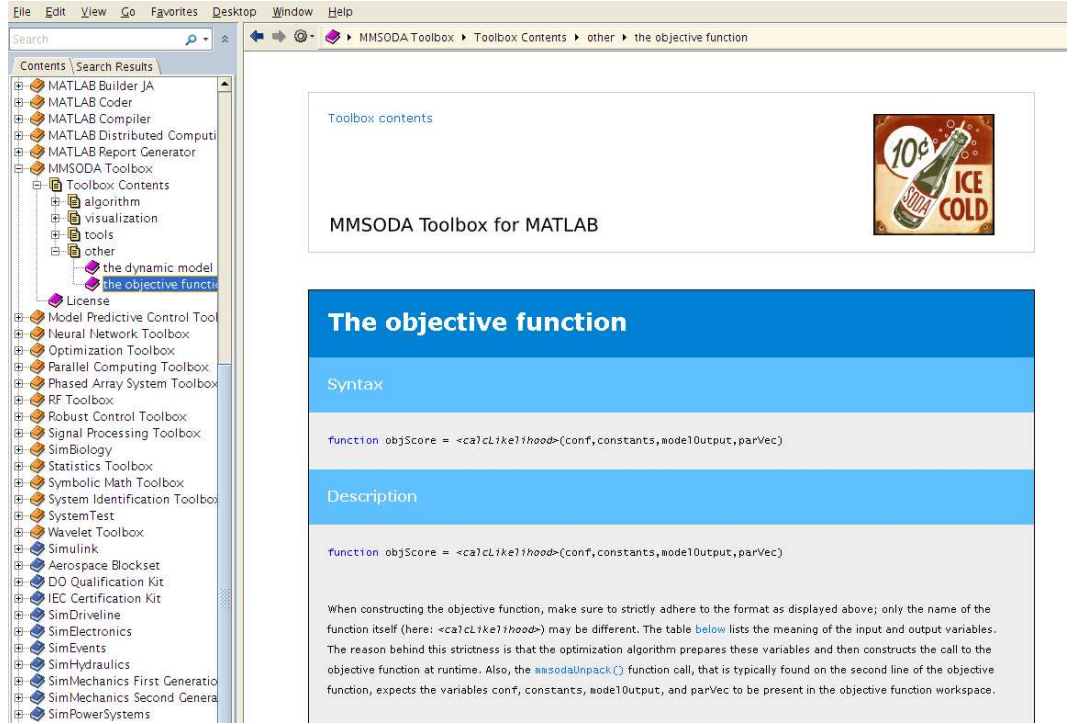 File Edit View Go Favorites Desktop Window Help
Search
MMSODA Toolbox Toolbox Contents other the objective function
Contents Search Results
MATLAB Builder JA
MATLAB Coder
MATLAB Compiler
MATLAB Distributed Computi
MATLAB Report Generator
MMSODA Toolbox
Toolbox Contents
algorithm
visualization
tools
other
the dynamic model
the objective functi
License
Model Predictive Control Tool
Neural Network Toolbox
Optimization Toolbox
Parallel Computing Toolbox
Phased Array System Toolbox
RF Toolbox
Robust Control Toolbox
Signal Processing Toolbox
SimBiology
Statistics Toolbox
Symbolic Math Toolbox
System Identification Toolbox
SystemTest
Wavelet Toolbox
Simulink
Aerospace Blockset
DO Qualification Kit
IEC Certification Kit
SimDriveline
SimElectronics
SimEvents
SimHydraulics
SimMechanics First Generatio
SimMechanics Second Genera
SimPowerSystems
Toolbox contents
10¢
SODA
ICE
COLD
MMSODA Toolbox for MATLAB
The objective function
Syntax
function objScore = <calcLikelihood>(conf,constants,modelOutput,parVec)
Description
function objScore = <calcLikelihood>(conf,constants,modelOutput,parVec)
When constructing the objective function, make sure to strictly adhere to the format as displayed above; only the name of the
function itself (here: <calcLikelihood>) may be different. The table below lists the meaning of the input and output variables.
The reason behind this strictness is that the optimization algorithm prepares these variables and then constructs the call to the
objective function at runtime. Also, the mmsodaUnpack() function call, that is typically found on the second line of the objective
function, expects the variables conf, constants, modelOutput, and parVec to be present in the objective function workspace.